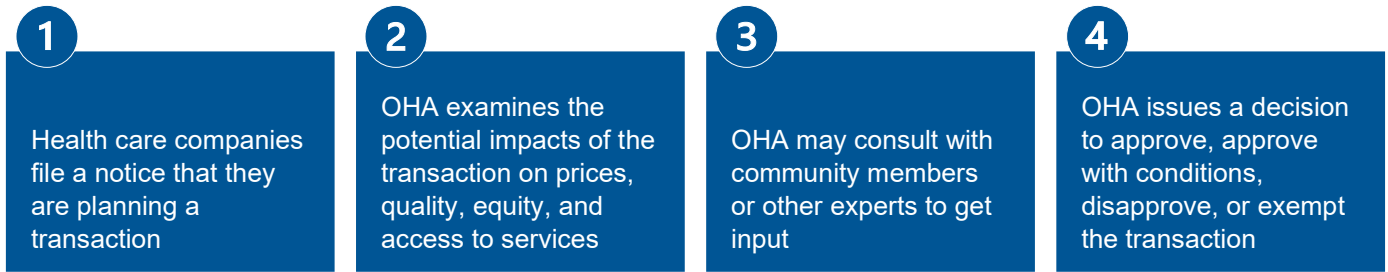 1
Health care companies
file a notice that they
are planning a
transaction
2
OHA examines the
potential impacts of the
transaction on prices,
quality, equity, and
access to services
3
OHA may consult with
community members
or other experts to get
input
4
OHA issues a decision
to approve, approve
with conditions,
disapprove, or exempt
the transaction